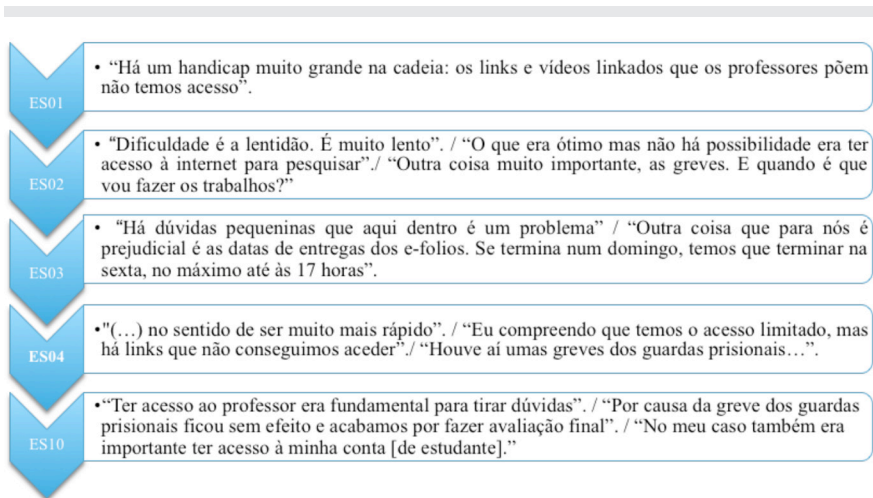 ES01
• “Há um handicap muito grande na cadeia: os links e vídeos linkados que os professores põem
não temos acesso”.
ES02
• “Dificuldade é a lentidão. É muito lento”. / “O que era ótimo mas não há possibilidade era ter
acesso à internet para pesquisar”./ “Outra coisa muito importante, as greves. E quando é que
vou fazer os trabalhos?”
ES03
• “Há dúvidas pequeninas que aqui dentro é um problema” / “Outra coisa que para nós é
prejudicial é as datas de entregas dos e-folios. Se termina num domingo, temos que terminar na
sexta, no máximo até às 17 horas”.
ES04
•"(…) no sentido de ser muito mais rápido”. / “Eu compreendo que temos o acesso limitado, mas
há links que não conseguimos aceder”./ “Houve aí umas greves dos guardas prisionais…”.
ES10
•“Ter acesso ao professor era fundamental para tirar dúvidas”. / “Por causa da greve dos guardas
prisionais ficou sem efeito e acabamos por fazer avaliação final”. / “No meu caso também era
importante ter acesso à minha conta [de estudante].”